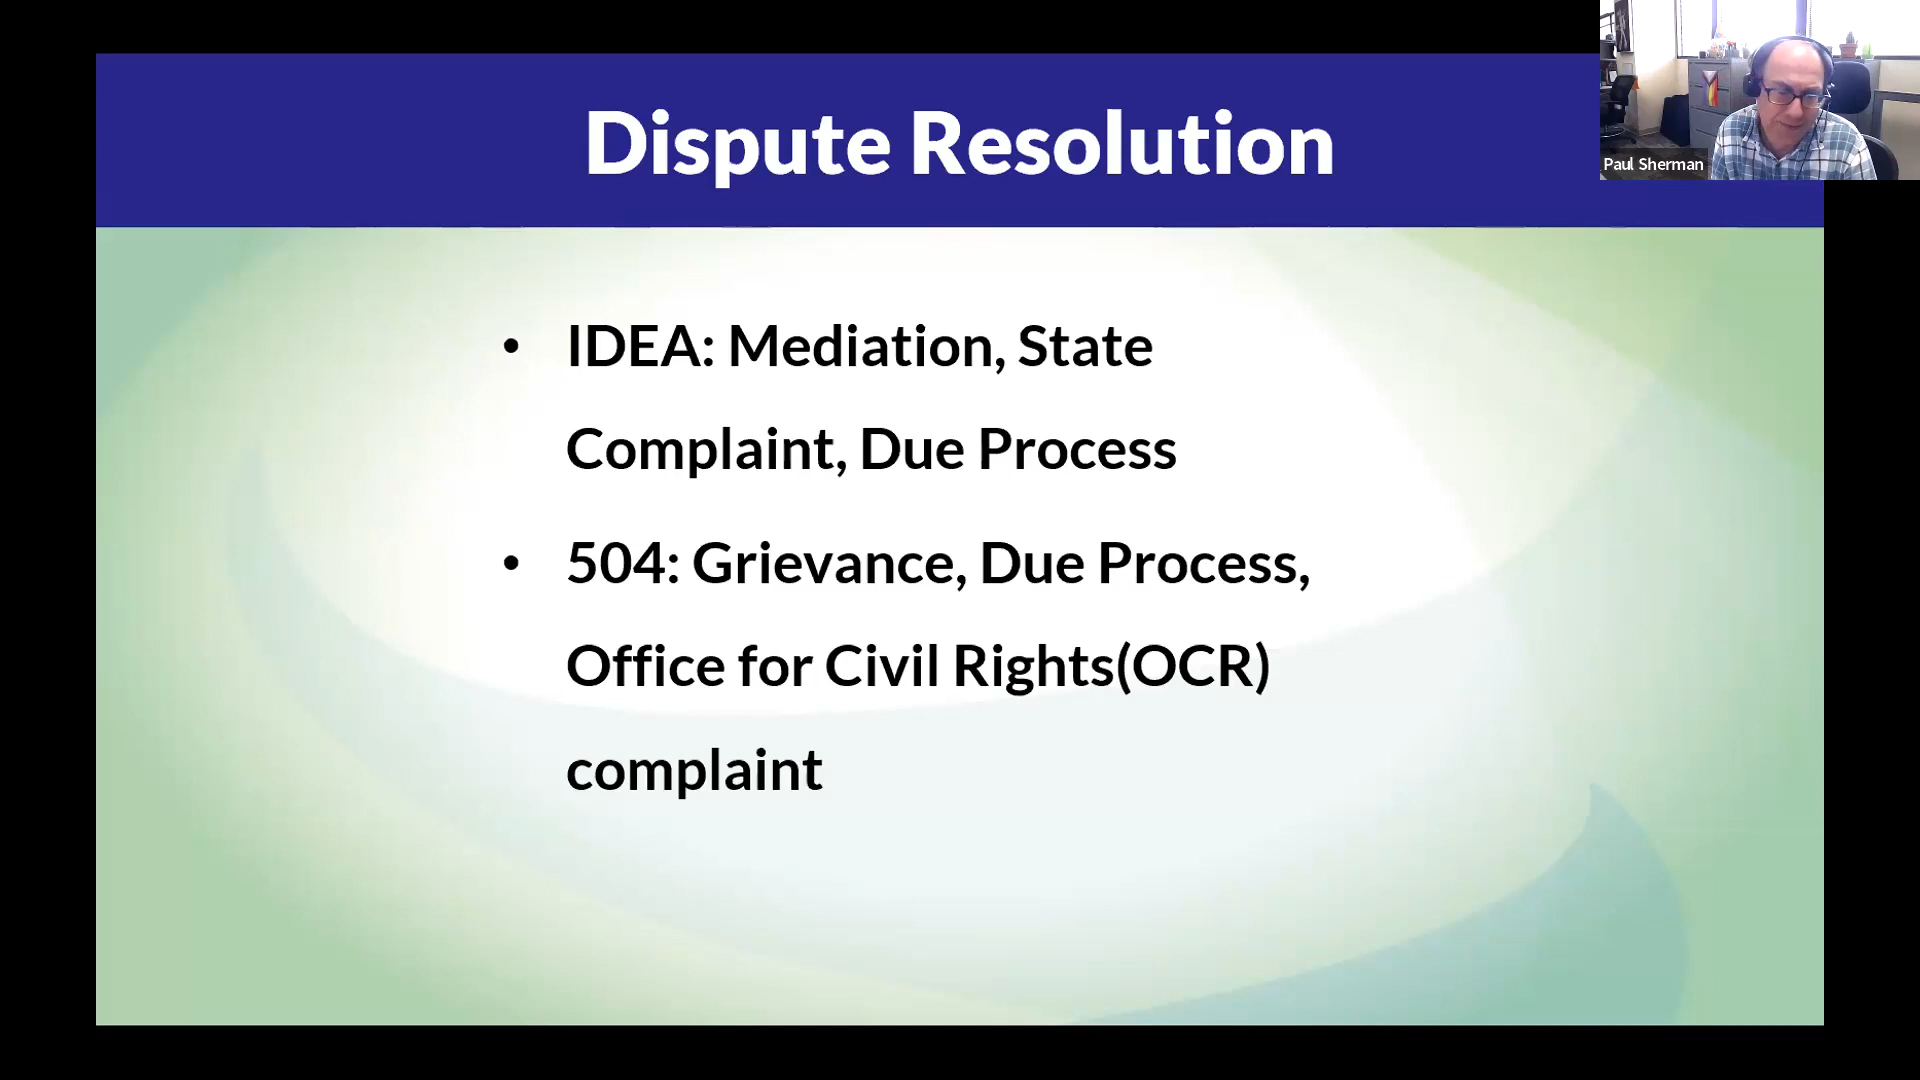 Dispute Resolution
Paul Sherman
• IDEA: Mediation, State
Complaint, Due Process
• 504: Grievance, Due Process,
Office for Civil Rights(OCR)
complaint